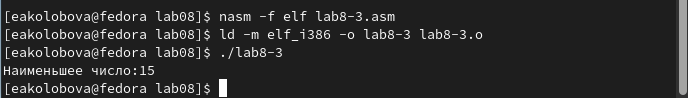 [eakolobova@fedora lab08]$ nasm -f elf lab8-3.asm
[eakolobova@fedora lab08]$ ld -m elf_i386 -o lab8-3 lab8-3.o
[eakolobova@fedora lab08]$ ./lab8-3
Наименьшее число:15
[eakolobova@fedora lab08]$